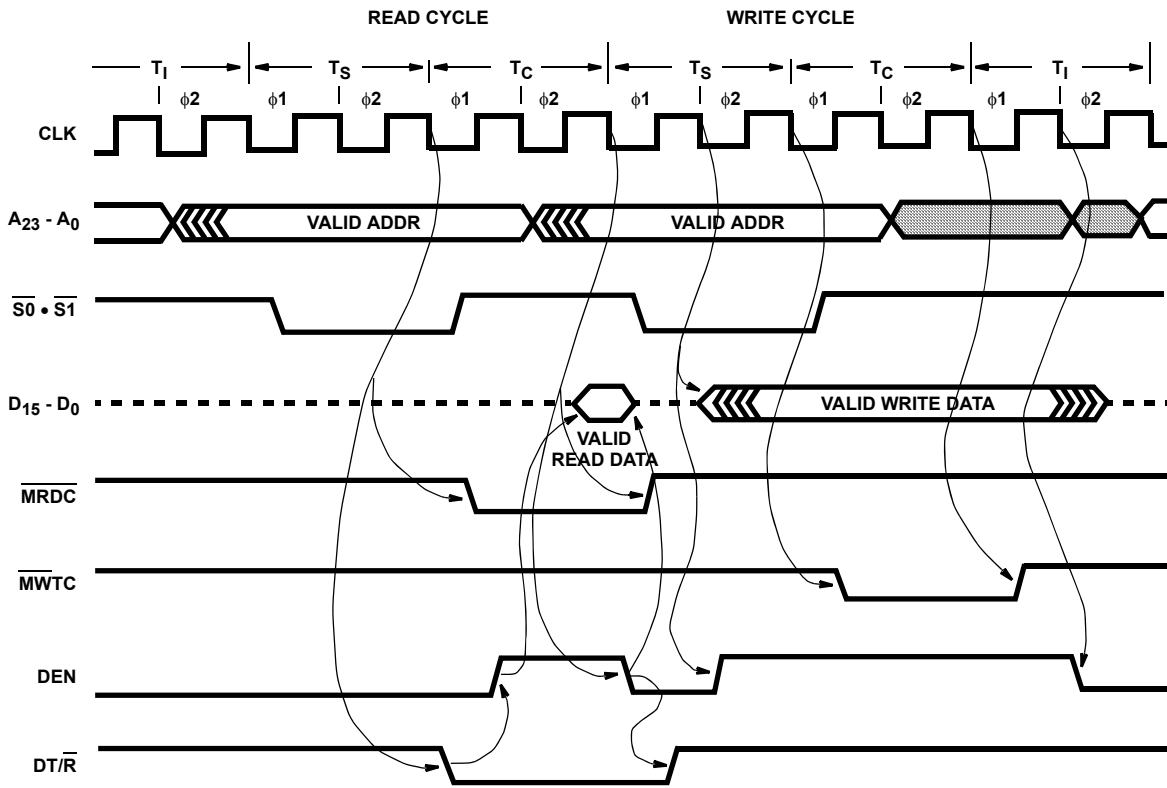 READ CYCLE WRITE CYCLE
TI TS TC TS TC TI
ϕ2 ϕ1 ϕ2 ϕ1 ϕ2 ϕ1 ϕ2 ϕ1 ϕ2 ϕ1 ϕ2
CLK
A23 - A0 VALID ADDR VALID ADDR
S0 • S1
D15 - D0 VALID WRITE DATA
VALID
READ DATA
MRDC
MWTC
DEN
DT/R